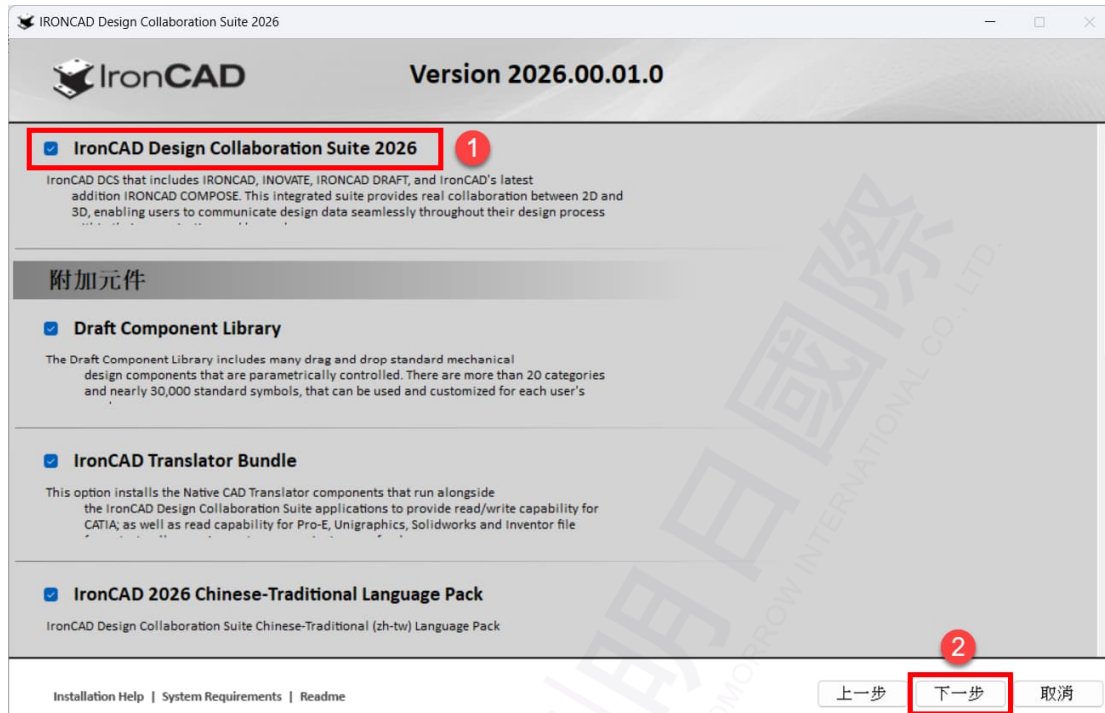 IRONCAD Design Collaboration Suite 2026
IronCAD
Version 2026.00.01.0
IronCAD Design Collaboration Suite 2026
1
IronCAD DCS that includes IRONCAD, INOVATE, IRONCAD DRAFT, and IronCAD's latest
addition IRONCAD COMPOSE. This integrated suite provides real collaboration between 2D and
3D, enabling users to communicate design data seamlessly throughout their design process
附加元件
Draft Component Library
The Draft Component Library includes many drag and drop standard mechanical
design components that are parametrically controlled. There are more than 20 categories
and nearly 30,000 standard symbols, that can be used and customized for each user's
IronCAD Translator Bundle
This option installs the Native CAD Translator components that run alongside
the IronCAD Design Collaboration Suite applications to provide read/write capability for
CATIA; as well as read capability for Pro-E, Unigraphics, Solidworks and Inventor file
IronCAD 2026 Chinese-Traditional Language Pack
IronCAD Design Collaboration Suite Chinese-Traditional (zh-tw) Language Pack
2
Installation Help | System Requirements | Readme
上一步
下一步
取消
明日國際
TOMORROW INTERNATIONAL CO., LTD.